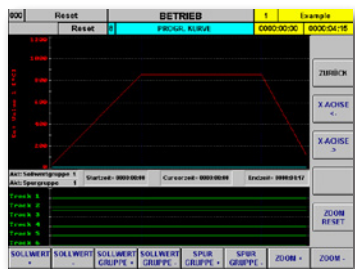 000 Reset BETRIEB 1 Example
Reset 0 PROGR. KURVE 0000:00:00 0000:04:15
ZURÜCK
X-ACHSE
<-
X-ACHSE
->
Akt: Sollwertgruppe 1 Startzeit= 0000:00:00 Cursorzeit= 0000:00:00 Endzeit= 0000:03:17
Akt: Spurgruppe 1
Track 1
Track 2
Track 3
Track 4
Track 5
Track 6
ZOOM
RESET
SOLLWERT SOLLWERT SOLLWERT SOLLWERT SPUR SPUR ZOOM + ZOOM -
+ - GRUPPE + GRUPPE - GRUPPE + GRUPPE -